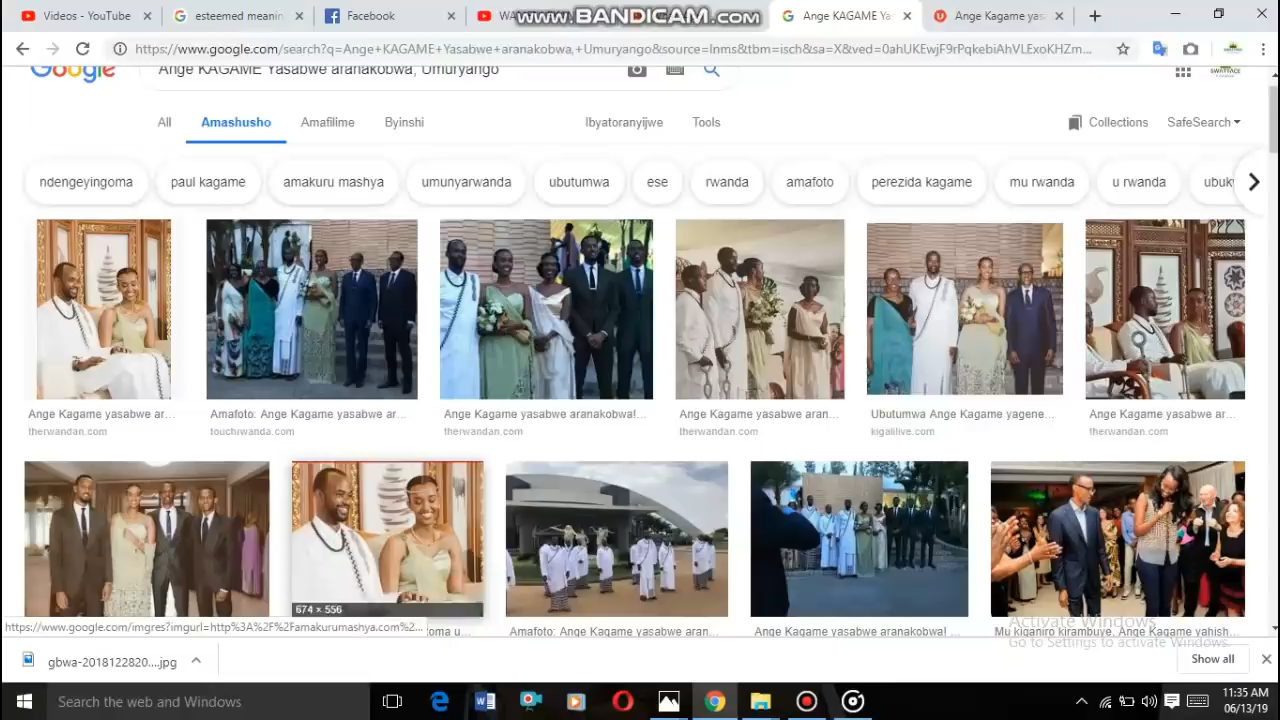 Videos - YouTube
esteemed meanin
Facebook
www.BANDICAM.com
Ange KAGAME Ya
Ange Kagame yas
https://www.google.com/search?q=Ange+KAGAME+Yasabwe+aranakobwa,+Umuryango&source=lnms&tbm=isch&sa=X&ved=0ahUKEwjF9rPqkebiAhVLExoKHZm...
Google
Ange KAGAME Yasabwe aranakobwa, Umuryango
All Amashusho Amafilime Byinshi Ibyatoranyijwe Tools Collections SafeSearch
ndengeyingoma paul kagame amakuru mashya umunyarwanda ubutumwa ese rwanda amafoto perezida kagame mu rwanda u rwanda
Ange Kagame yasabwe ar...
therwandan.com
Amafoto: Ange Kagame yasabwe ar...
touchrwanda.com
Ange Kagame yasabwe aranakobwa!...
therwandan.com
Ange Kagame yasabwe aran...
therwandan.com
Ubutumwa Ange Kagame yagene...
kigalilive.com
Ange Kagame yasabwe ar...
therwandan.com
674 × 556
https://www.google.com/imgres?imgurl=http%3A%2F%2Famakurumashya.com%2...
oma u...
Amafoto: Ange Kagame yasabwe aran...
Ange Kagame yasabwe aranakobwa! ...
Mu kiganiro kirambuye, Ange Kagame yahish...
Activate Windows
Go to Settings to activate Windows.
gbwa-2018122820....jpg
Show all
Search the web and Windows
11:35 AM
06/13/19